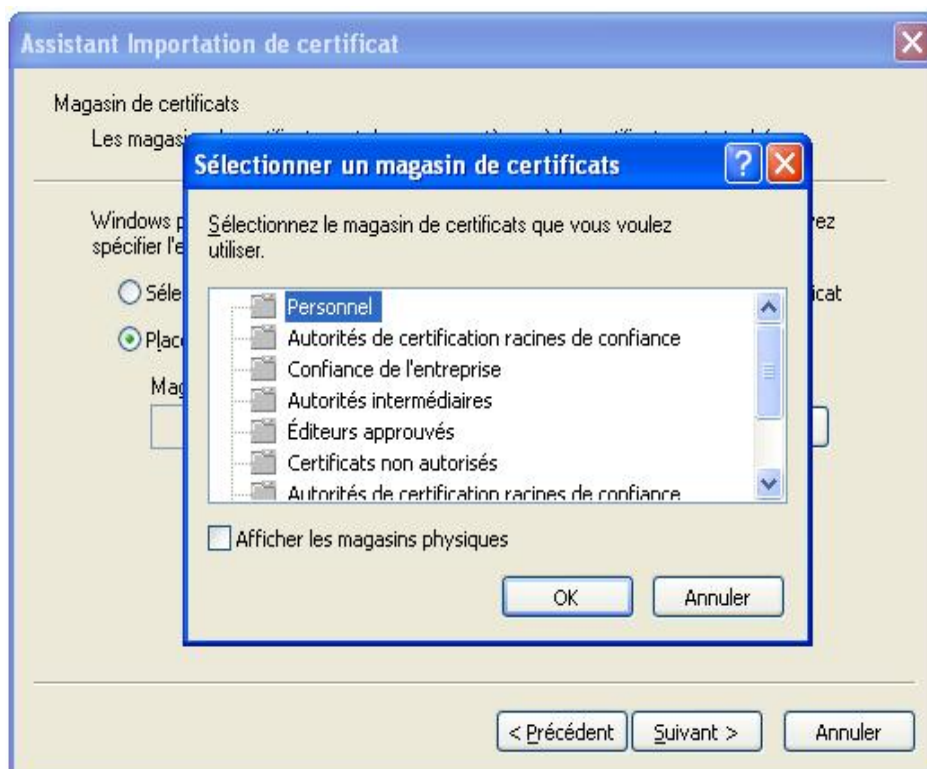 Assistant Importation de certificat
Magasin de certificats
Les magas
Sélectionner un magasin de certificats
Sélectionnez le magasin de certificats que vous voulez
utiliser.
Windows p
ez
spécifier l'e
Séle
icat
Place
Mag
Personnel
Autorités de certification racines de confiance
Confiance de l'entreprise
Autorités intermédiaires
Éditeurs approuvés
Certificats non autorisés
Autorités de certification racines de confiance
Afficher les magasins physiques
OK Annuler
< Précédent Suivant > Annuler